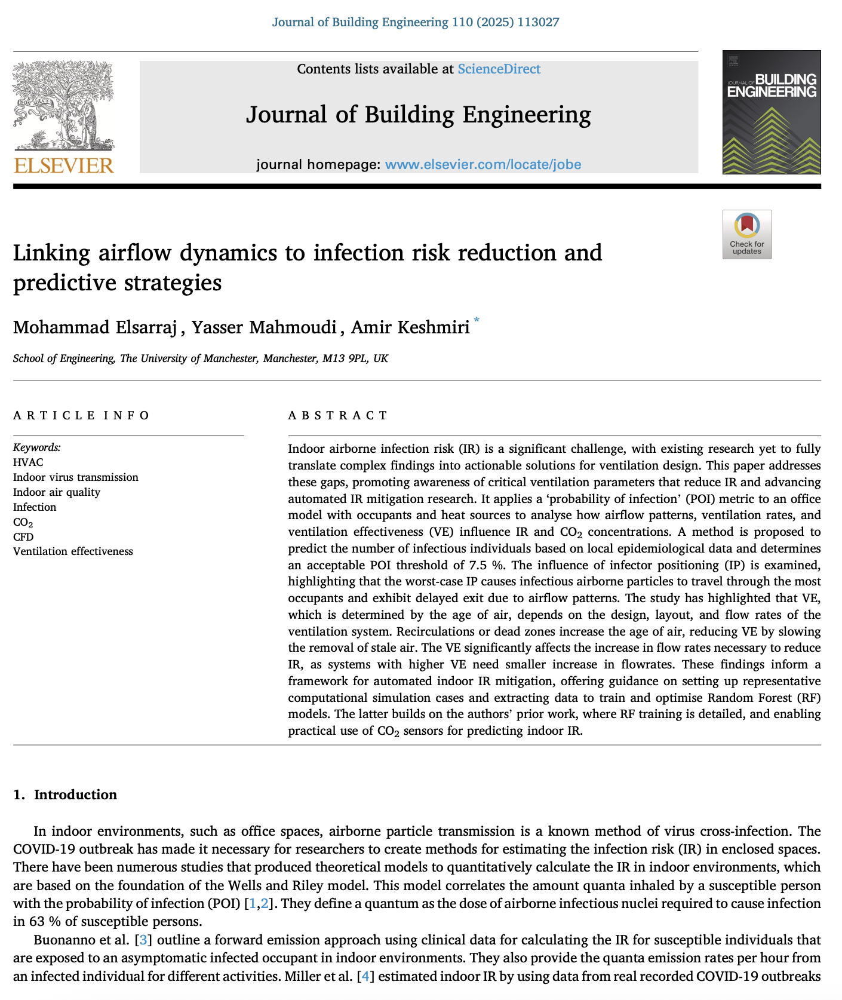 Journal of Building Engineering 110 (2025) 113027
Contents lists available at ScienceDirect
Journal of Building Engineering
journal homepage: www.elsevier.com/locate/jobe
NON SOLUS
ELSEVIER
JOURNAL OF BUILDING
ENGINEERING
Check for
updates
Linking airflow dynamics to infection risk reduction and
predictive strategies
Mohammad Elsarraj, Yasser Mahmoudi, Amir Keshmiri *
School of Engineering, The University of Manchester, Manchester, M13 9PL, UK
ARTICLE INFO
Keywords:
HVAC
Indoor virus transmission
Indoor air quality
Infection
CO₂
CFD
Ventilation effectiveness
ABSTRACT
Indoor airborne infection risk (IR) is a significant challenge, with existing research yet to fully
translate complex findings into actionable solutions for ventilation design. This paper addresses
these gaps, promoting awareness of critical ventilation parameters that reduce IR and advancing
automated IR mitigation research. It applies a ‘probability of infection’ (POI) metric to an office
model with occupants and heat sources to analyse how airflow patterns, ventilation rates, and
ventilation effectiveness (VE) influence IR and CO₂ concentrations. A method is proposed to
predict the number of infectious individuals based on local epidemiological data and determines
an acceptable POI threshold of 7.5 %. The influence of infector positioning (IP) is examined,
highlighting that the worst-case IP causes infectious airborne particles to travel through the most
occupants and exhibit delayed exit due to airflow patterns. The study has highlighted that VE,
which is determined by the age of air, depends on the design, layout, and flow rates of the
ventilation system. Recirculations or dead zones increase the age of air, reducing VE by slowing
the removal of stale air. The VE significantly affects the increase in flow rates necessary to reduce
IR, as systems with higher VE need smaller increase in flowrates. These findings inform a
framework for automated indoor IR mitigation, offering guidance on setting up representative
computational simulation cases and extracting data to train and optimise Random Forest (RF)
models. The latter builds on the authors’ prior work, where RF training is detailed, and enabling
practical use of CO₂ sensors for predicting indoor IR.
1. Introduction
In indoor environments, such as office spaces, airborne particle transmission is a known method of virus cross-infection. The
COVID-19 outbreak has made it necessary for researchers to create methods for estimating the infection risk (IR) in enclosed spaces.
There have been numerous studies that produced theoretical models to quantitatively calculate the IR in indoor environments, which
are based on the foundation of the Wells and Riley model. This model correlates the amount quanta inhaled by a susceptible person
with the probability of infection (POI) [1,2]. They define a quantum as the dose of airborne infectious nuclei required to cause infection
in 63 % of susceptible persons.
Buonanno et al. [3] outline a forward emission approach using clinical data for calculating the IR for susceptible individuals that
are exposed to an asymptomatic infected occupant in indoor environments. They also provide the quanta emission rates per hour from
an infected individual for different activities. Miller et al. [4] estimated indoor IR by using data from real recorded COVID-19 outbreaks